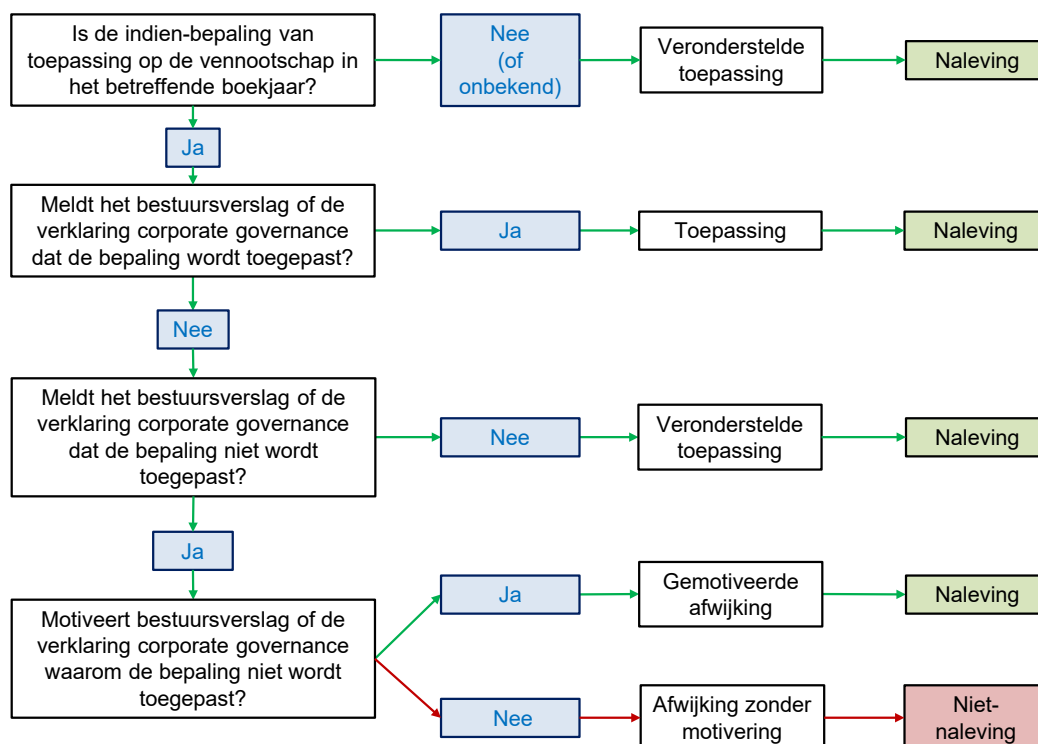 Is de indien-bepaling van
toepassing op de vennootschap in
het betreffende boekjaar?
Nee
(of
onbekend)
Veronderstelde
toepassing
Naleving
Ja
Meldt het bestuursverslag of de
verklaring corporate governance
dat de bepaling wordt toegepast?
Ja
Toepassing
Naleving
Nee
Meldt het bestuursverslag of de
verklaring corporate governance
dat de bepaling niet wordt
toegepast?
Nee
Veronderstelde
toepassing
Naleving
Ja
Motiveert bestuursverslag of de
verklaring corporate governance
waarom de bepaling niet wordt
toegepast?
Ja
Gemotiveerde
afwijking
Naleving
Nee
Afwijking zonder
motivering
Niet-
naleving